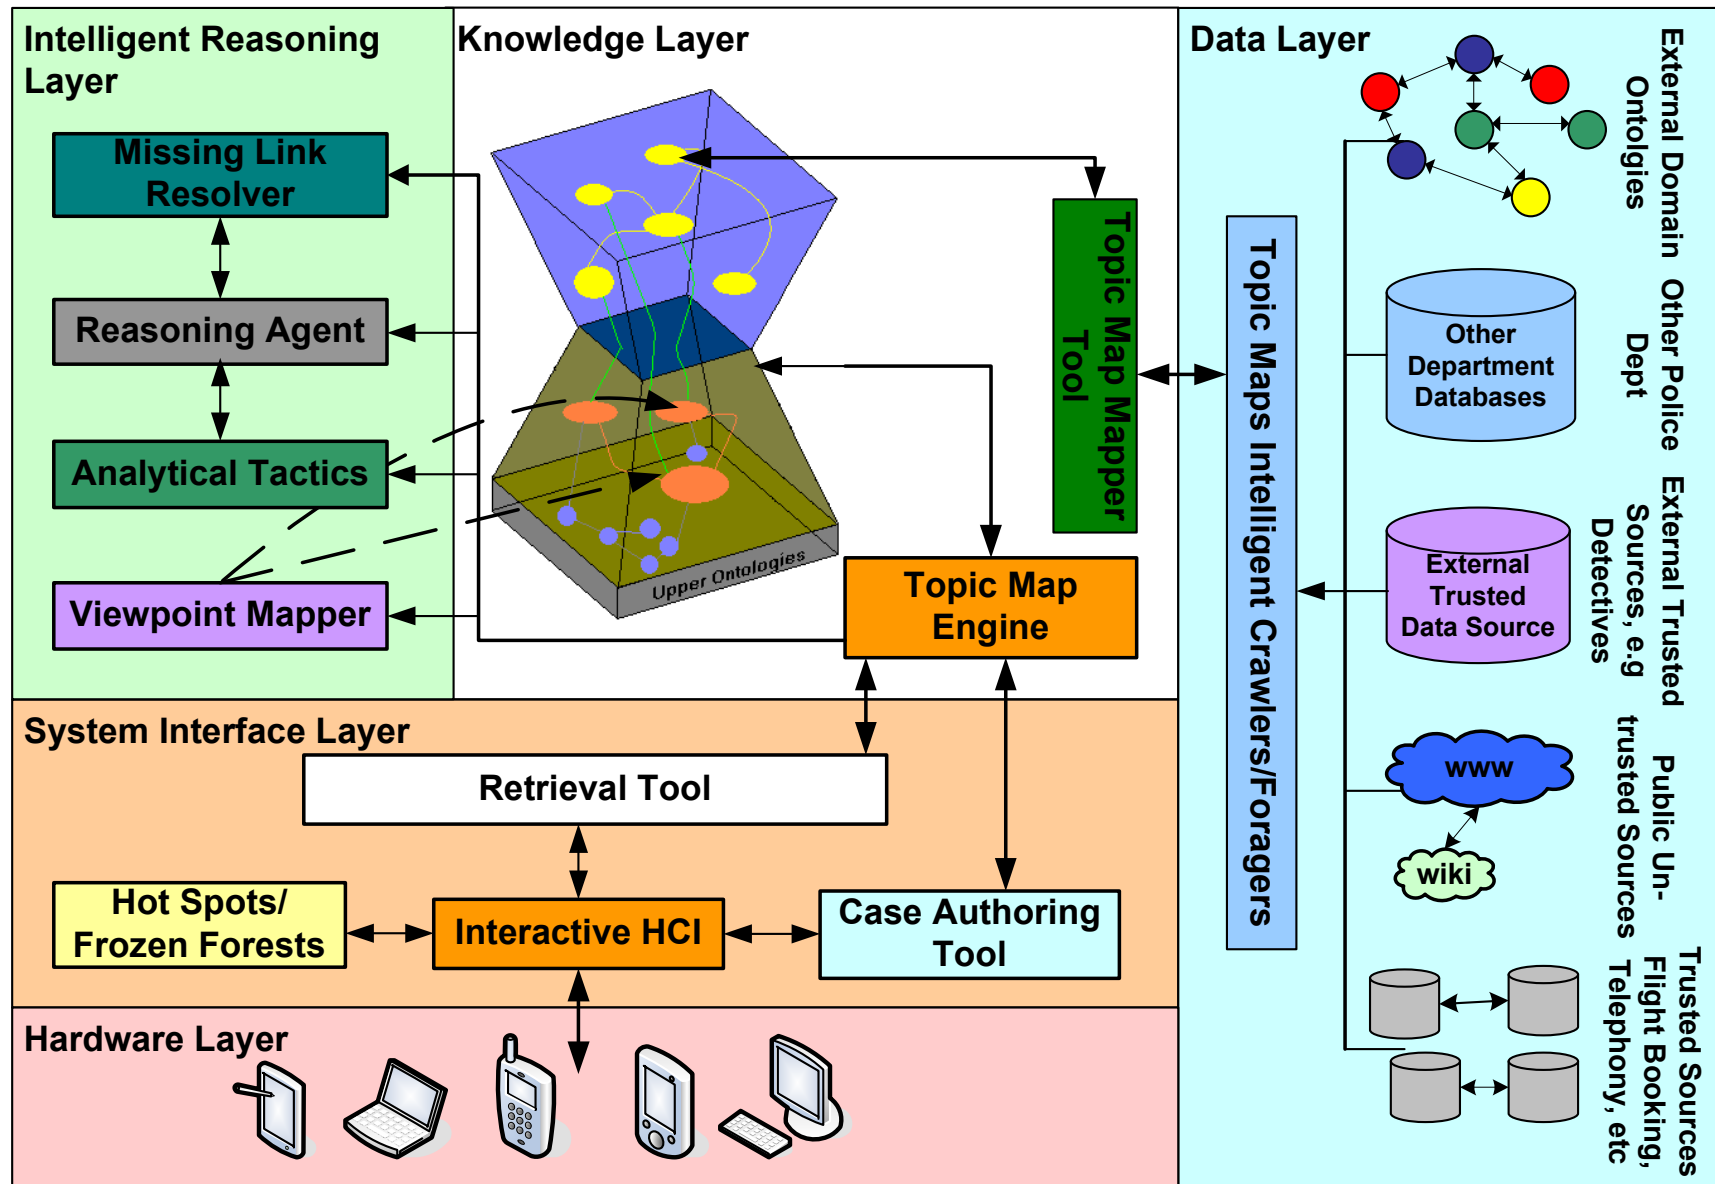 Intelligent Reasoning
Layer
Missing Link
Resolver
Reasoning Agent
Analytical Tactics
Viewpoint Mapper
Knowledge Layer
Upper Ontologies
Topic Map Mapper
Tool
Topic Map
Engine
System Interface Layer
Retrieval Tool
Hot Spots/
Frozen Forests
Interactive HCI
Case Authoring
Tool
Hardware Layer
Data Layer
Topic Maps Intelligent Crawlers/Foragers
External Domain
Ontolgies
Other
Department
Databases
Other Police
Dept
External
Trusted
Data Source
External Trusted
Sources, e.g
Detectives
www
wiki
Public Un-
trusted Sources
Trusted Sources
Flight Booking,
Telephony, etc